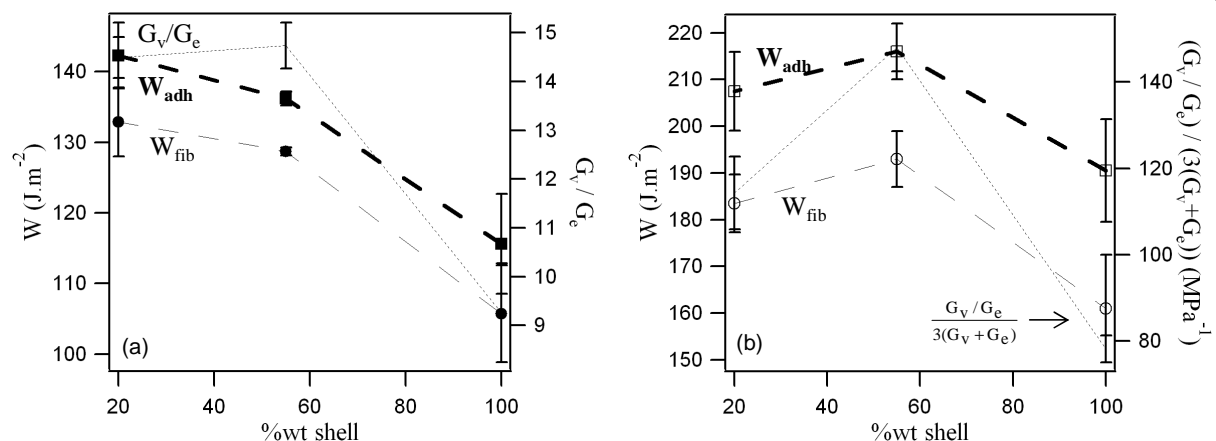 140
130
120
110
100
W (J.m⁻²)
G_v/G_e
W_adh
W_fib
(a)
15
14
13
12
11
10
9
G_v / G_e
20
40
60
80
100
%wt shell
220
210
200
190
180
170
160
150
W (J.m⁻²)
W_adh
W_fib
G_v /G_e
3(G_v +G_e)
(b)
140
120
100
80
(G_v / G_e) / (3(G_v+G_e)) (MPa⁻¹)
20
40
60
80
100
%wt shell